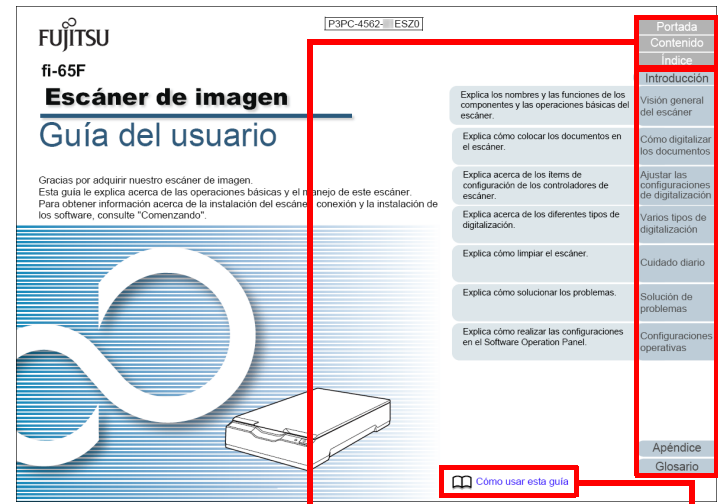 FUJITSU
P3PC-4562- ESZ0
fi-65F
Escáner de imagen
Guía del usuario
Gracias por adquirir nuestro escáner de imagen.
Esta guía le explica acerca de las operaciones básicas y el manejo de este escáner.
Para obtener información acerca de la instalación del escáner, conexión y la instalación de
los software, consulte "Comenzando".
Portada
Contenido
Índice
Introducción
Explica los nombres y las funciones de los
componentes y las operaciones básicas del
escáner.
Visión general
del escáner
Explica cómo colocar los documentos en
el escáner.
Cómo digitalizar
los documentos
Explica acerca de los ítems de
configuración de los controladores de
escáner.
Ajustar las
configuraciones
de digitalización
Explica acerca de los diferentes tipos de
digitalización.
Varios tipos de
digitalización
Explica cómo limpiar el escáner.
Cuidado diario
Explica cómo solucionar los problemas.
Solución de
problemas
Explica cómo realizar las configuraciones
en el Software Operation Panel.
Configuraciones
operativas
Apéndice
Glosario
Cómo usar esta guía